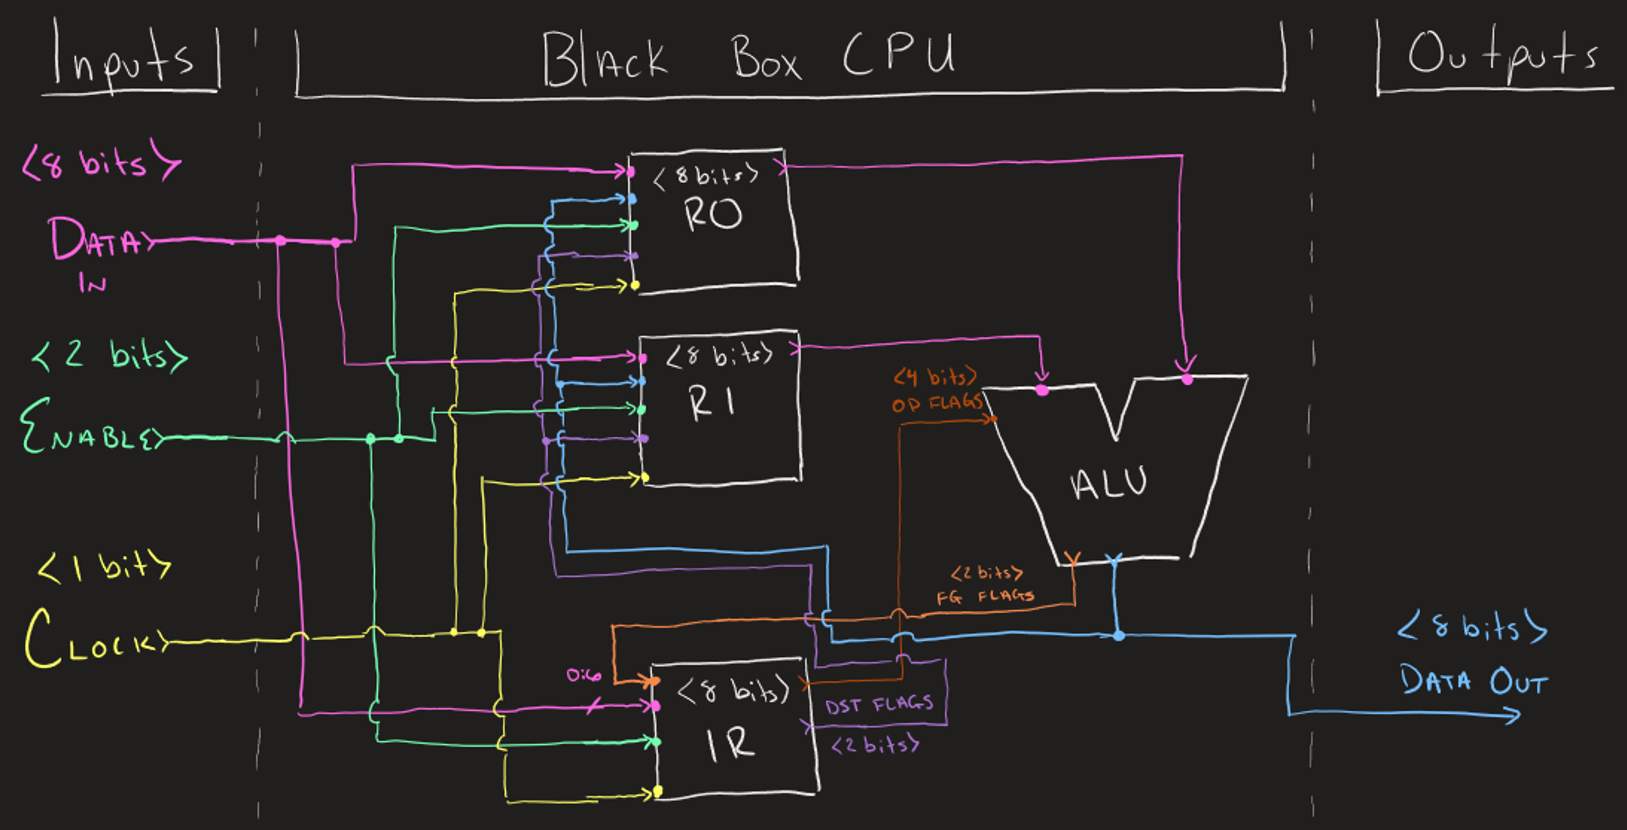 Inputs
Black Box CPU
Outputs
<8 bits>
DATA
IN
<2 bits>
ENABLE
<1 bit>
CLOCK
<8 bits>
R0
<8 bits>
R1
<4 bits>
OP FLAGS
ALU
<2 bits>
FG FLAGS
<8 bits>
IR
DST FLAGS
<2 bits>
<8 bits>
DATA OUT